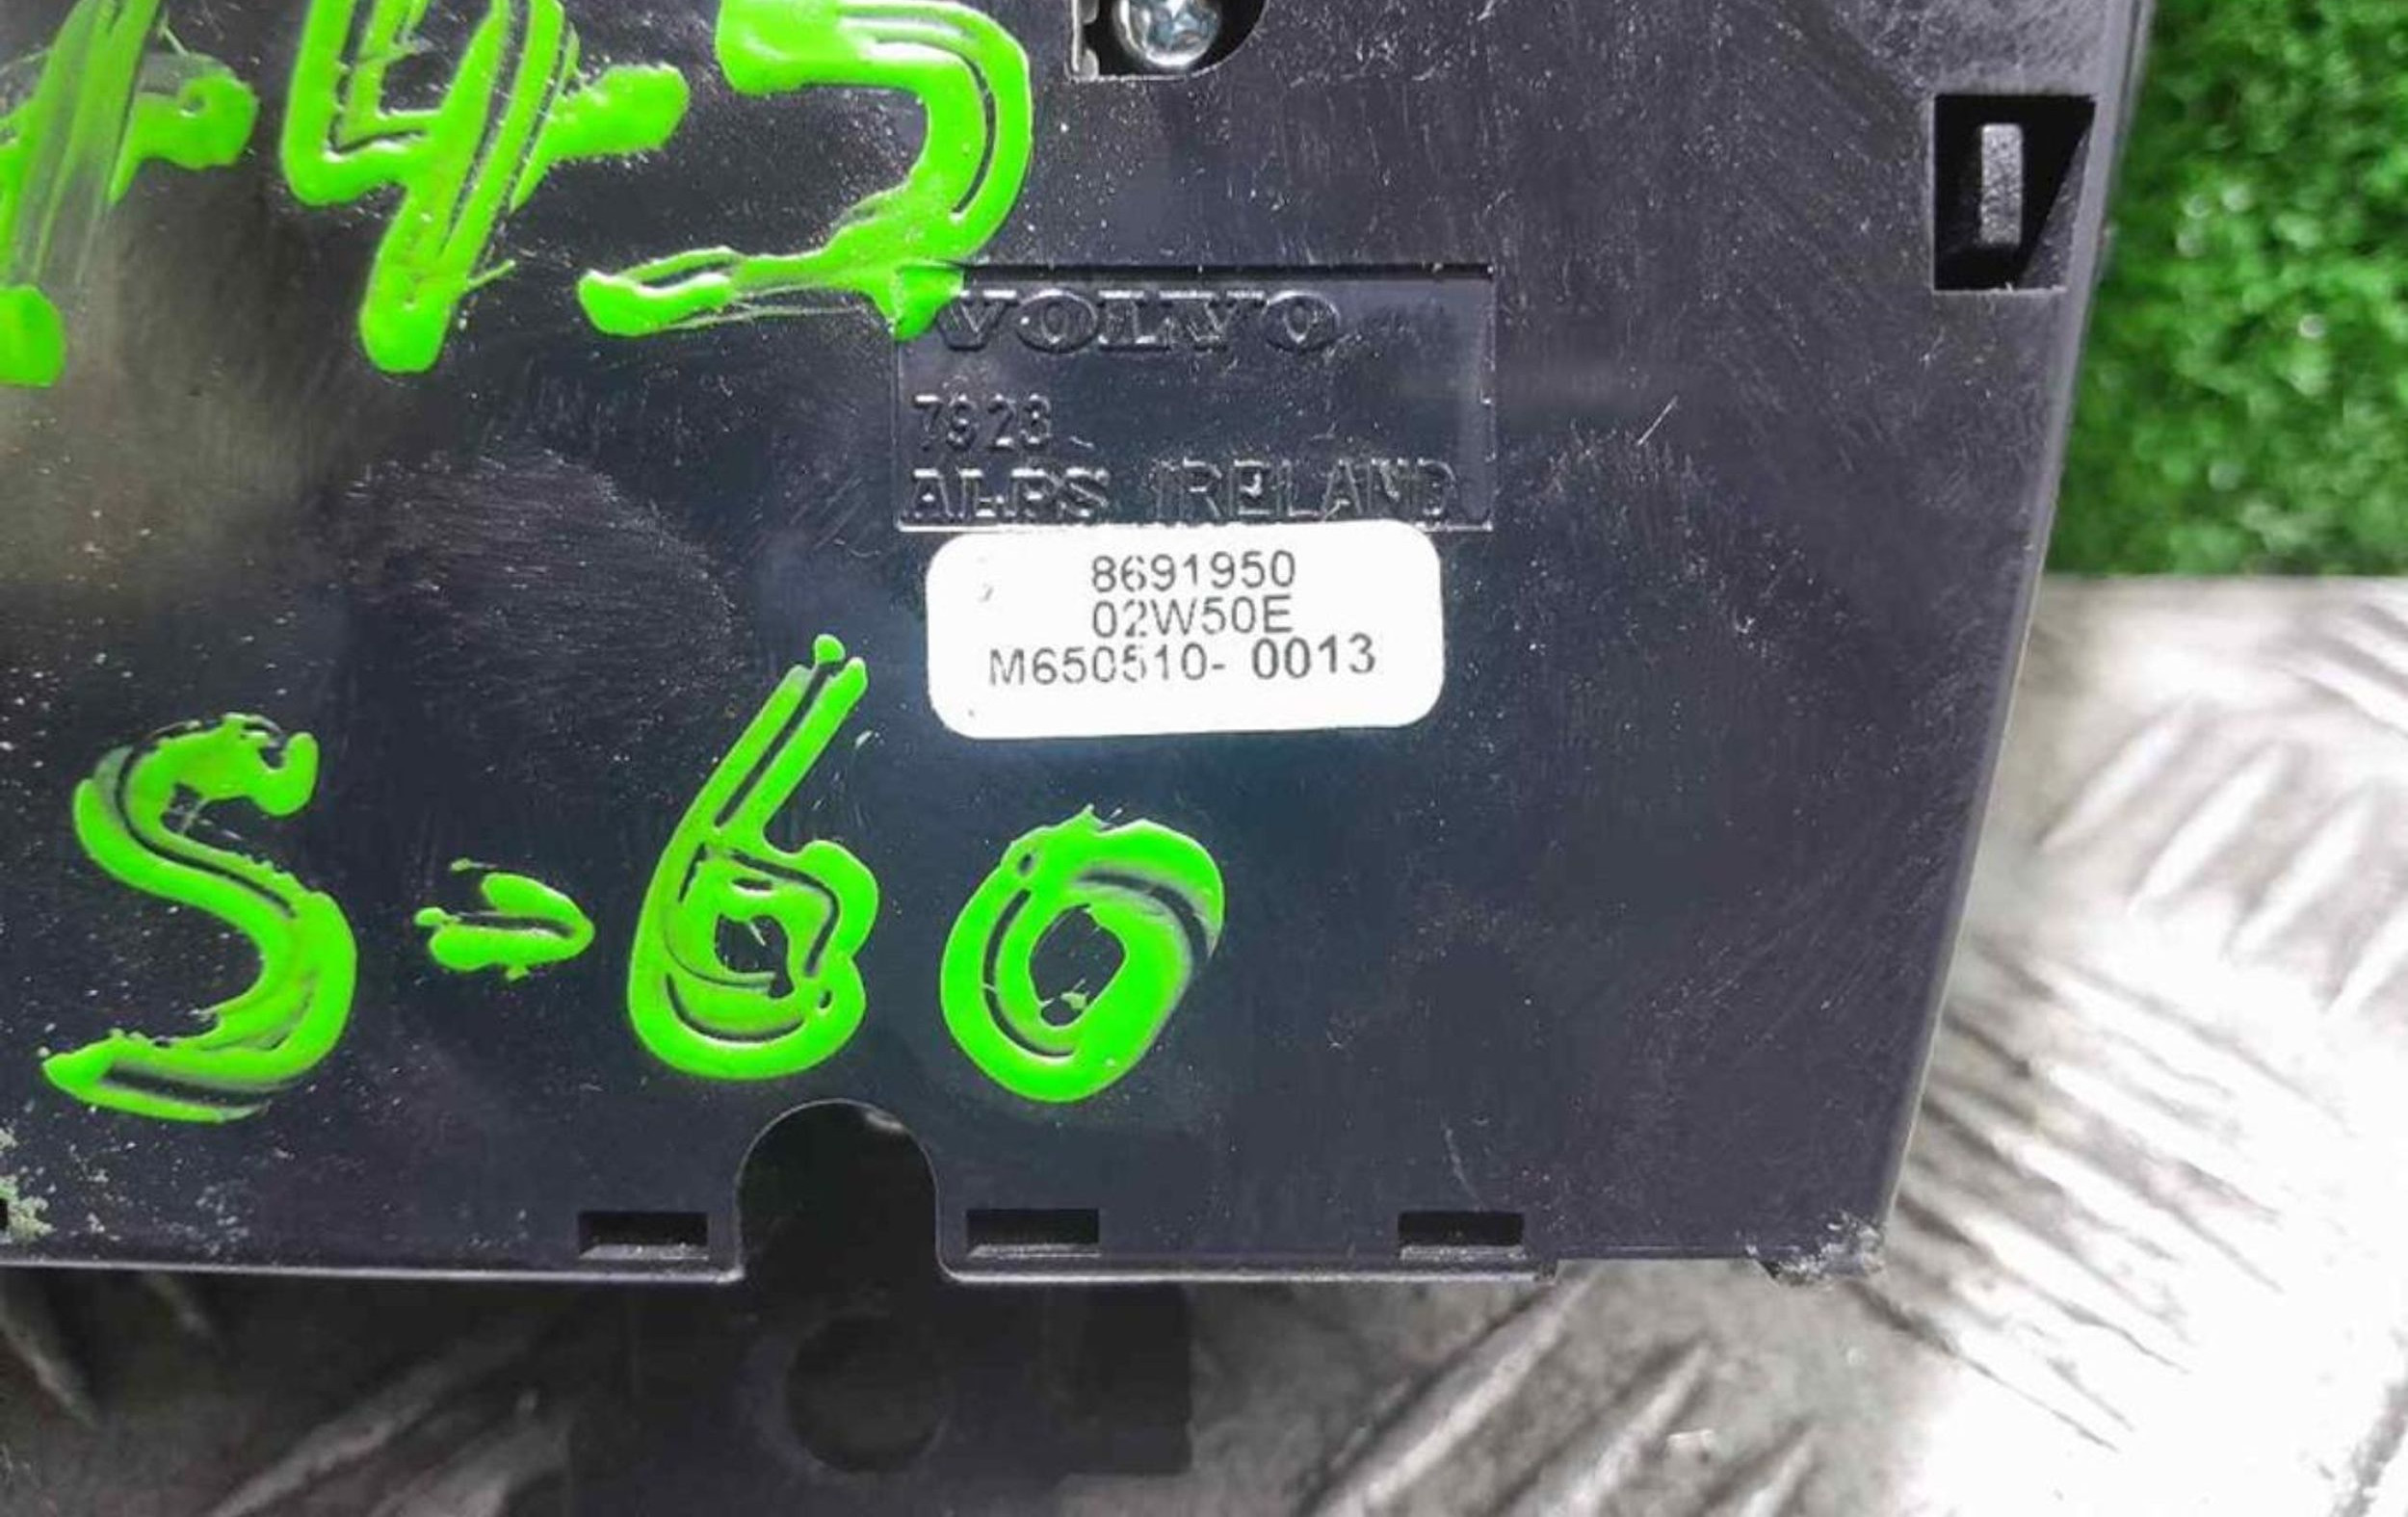 VOLVO
7923
ALPS IRELAND
8691950
02W50E
M650510- 0013
S-60